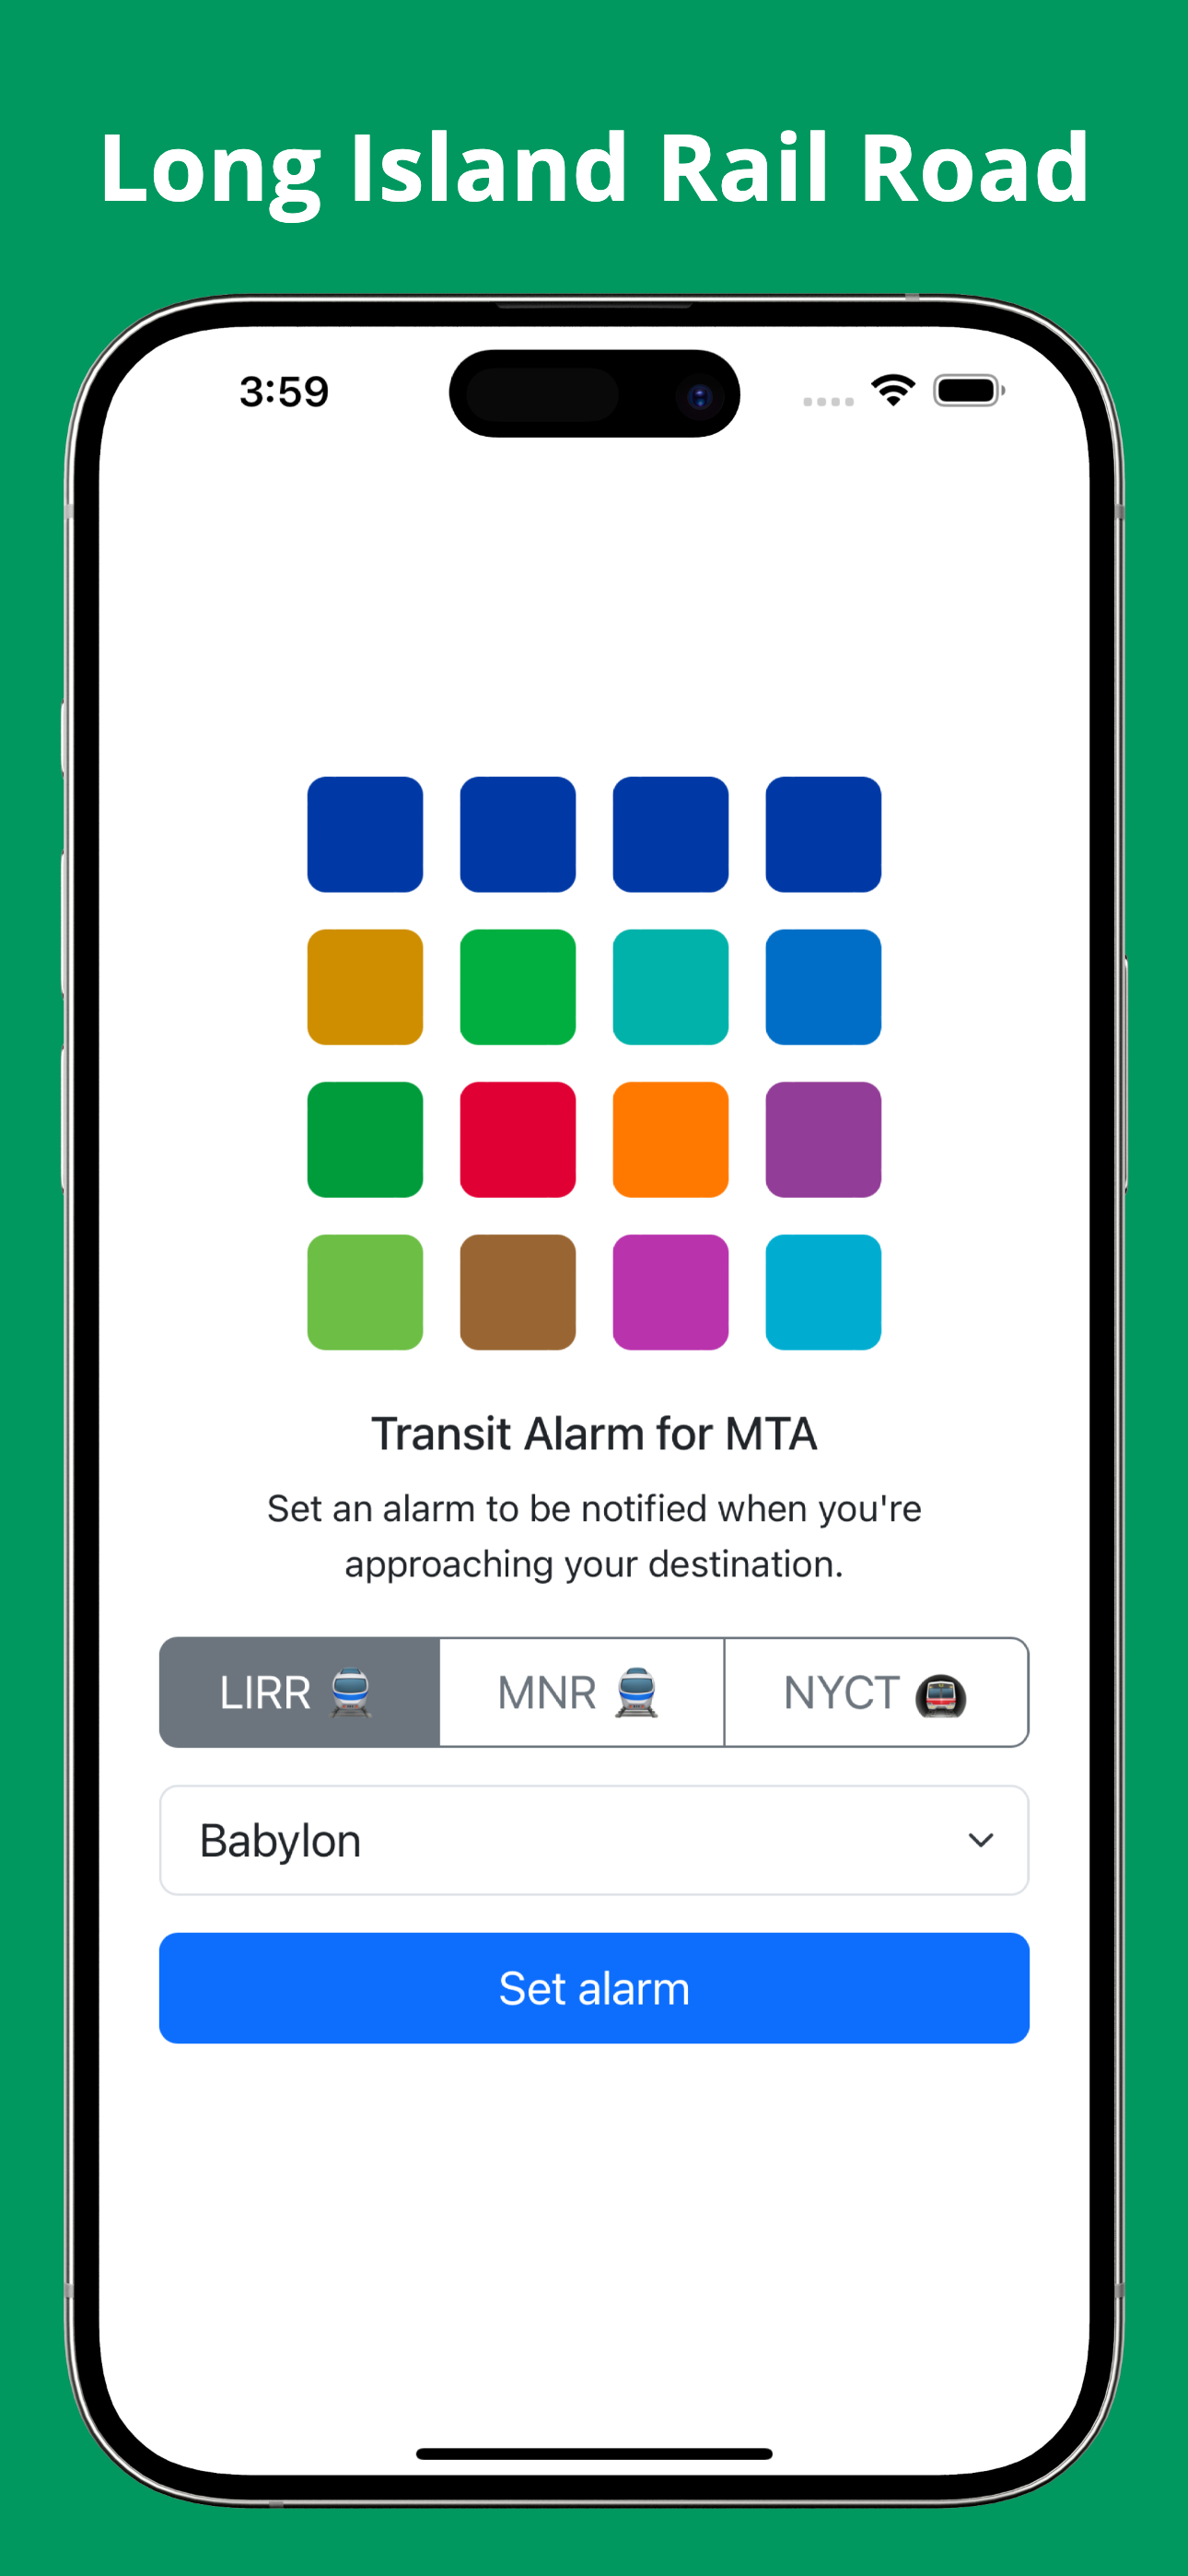 Long Island Rail Road
3:59
Transit Alarm for MTA
Set an alarm to be notified when you're
approaching your destination.
LIRR 🚈 MNR 🚈 NYCT 🚇
Babylon
Set alarm